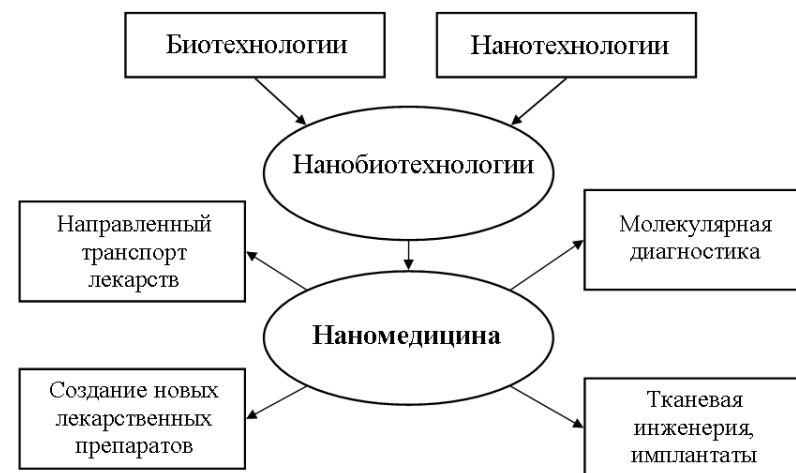 Биотехнологии
Нанотехнологии
Нанобиотехнологии
Направленный
транспорт
лекарств
Молекулярная
диагностика
Наномедицина
Создание новых
лекарственных
препаратов
Тканевая
инженерия,
имплантаты